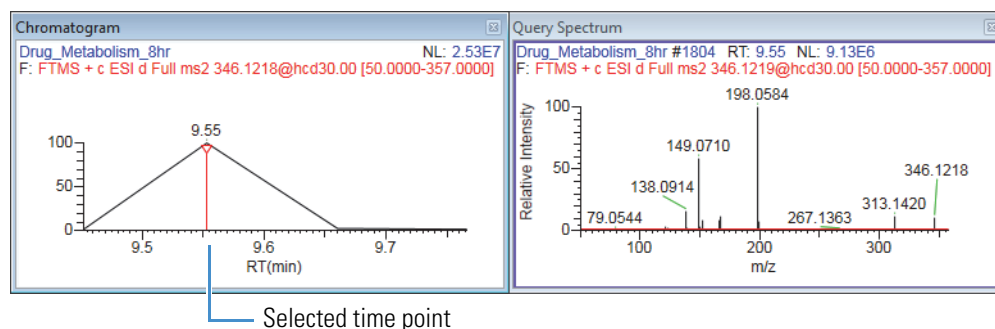 Chromatogram
Drug_Metabolism_8hr NL: 2.53E7
F: FTMS + c ESI d Full ms2 346.1218@hcd30.00 [50.0000-357.0000]
9.55
100
50
0
9.5 9.6 9.7
RT(min)
Selected time point
Query Spectrum
Drug_Metabolism_8hr #1804 RT: 9.55 NL: 9.13E6
F: FTMS + c ESI d Full ms2 346.1219@hcd30.00 [50.0000-357.0000]
198.0584
100
149.0710
50
346.1218
138.0914
313.1420
79.0544
267.1363
0
100 200 300
m/z
Relative Intensity